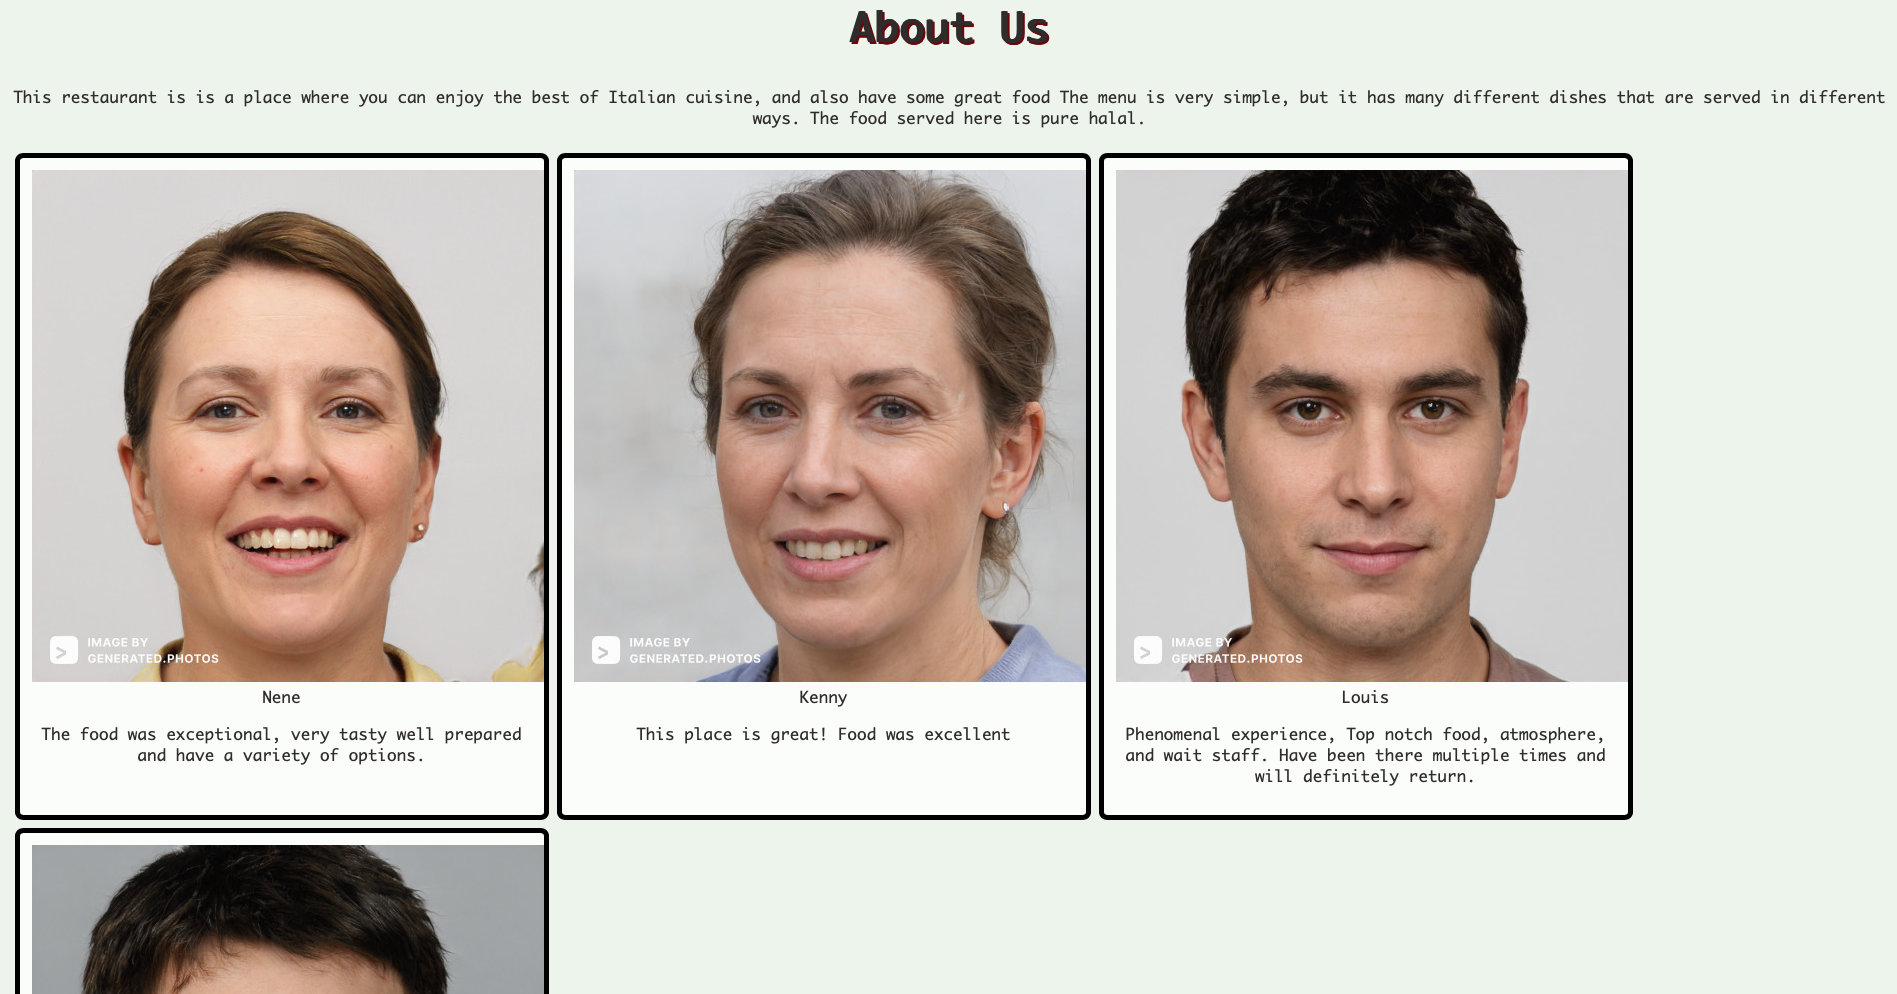 About Us
This restaurant is is a place where you can enjoy the best of Italian cuisine, and also have some great food The menu is very simple, but it has many different dishes that are served in different
ways. The food served here is pure halal.
IMAGE BY
GENERATED.PHOTOS
Nene
The food was exceptional, very tasty well prepared
and have a variety of options.
IMAGE BY
GENERATED.PHOTOS
Kenny
This place is great! Food was excellent
IMAGE BY
GENERATED.PHOTOS
Louis
Phenomenal experience, Top notch food, atmosphere,
and wait staff. Have been there multiple times and
will definitely return.